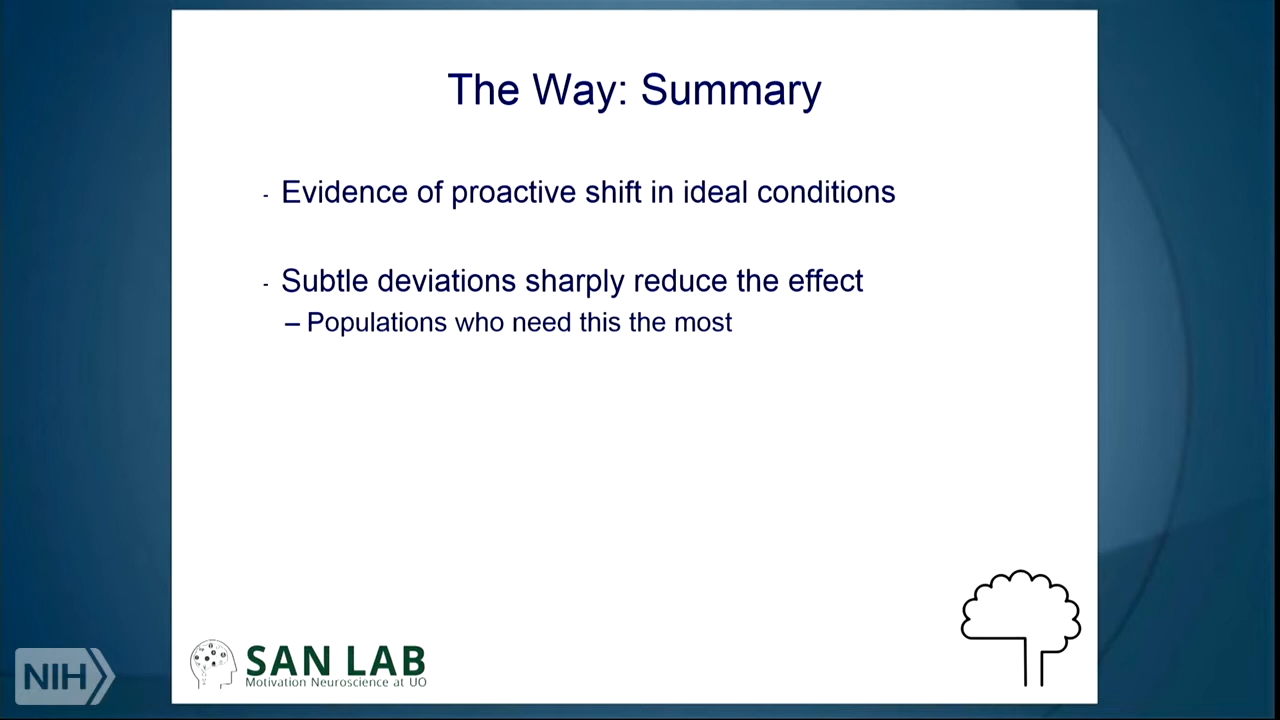 The Way: Summary
- Evidence of proactive shift in ideal conditions
- Subtle deviations sharply reduce the effect
– Populations who need this the most
SAN LAB
Motivation Neuroscience at UO
NIH